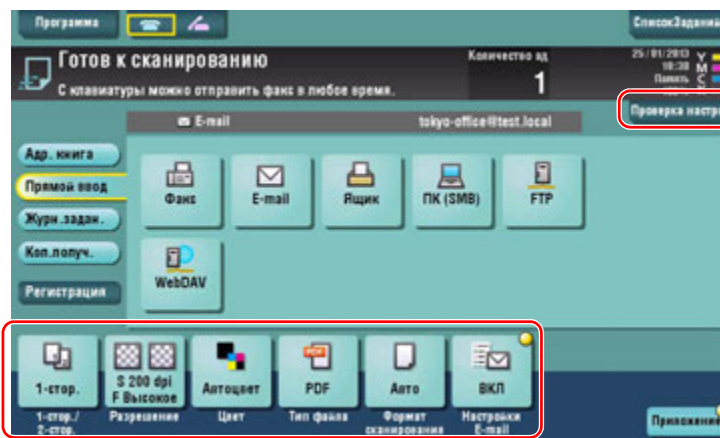 Программа
СписокЗадани
Готов к сканированию
С клавиатуры можно отправить факс в любое время.
Количество ад
1
25/01/2013
10:30
Память
Y
M
C
E-mail
tokyo-office@test.local
Проверка настр
Адр. книга
Прямой ввод
Журн.задан.
Кол.получ.
Регистрация
Факс
E-mail
Ящик
ПК (SMB)
FTP
WebDAV
1-стор.
S 200 dpi
F Высокое
Автоцвет
PDF
Авто
ВКЛ
1-стор./
2-стор.
Разрешение
Цвет
Тип файла
Формат
сканирования
Настройки
E-mail
Приложение